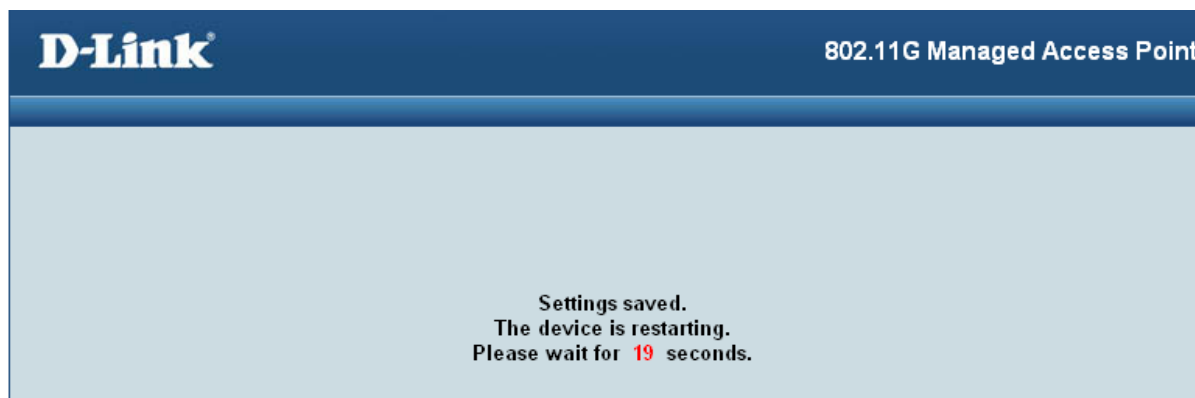 D-Link®
802.11G Managed Access Point
Settings saved.
The device is restarting.
Please wait for 19 seconds.